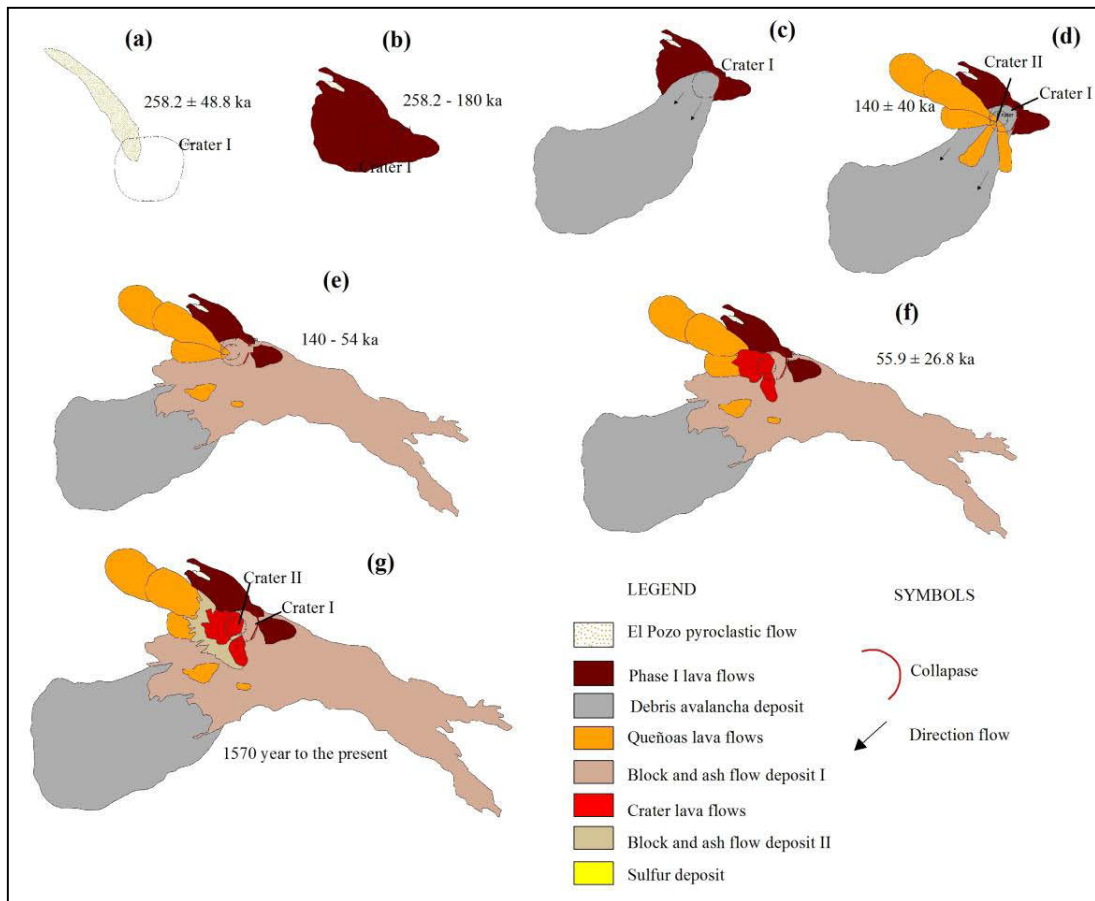 (a)
258.2 ± 48.8 ka
Crater I
(b)
258.2 - 180 ka
Crater I
(c)
Crater I
(d)
Crater II
Crater I
140 ± 40 ka
(e)
140 - 54 ka
(f)
55.9 ± 26.8 ka
(g)
Crater II
Crater I
1570 year to the present
LEGEND
El Pozo pyroclastic flow
Phase I lava flows
Debris avalancha deposit
Queñoas lava flows
Block and ash flow deposit I
Crater lava flows
Block and ash flow deposit II
Sulfur deposit
SYMBOLS
Collapase
Direction flow